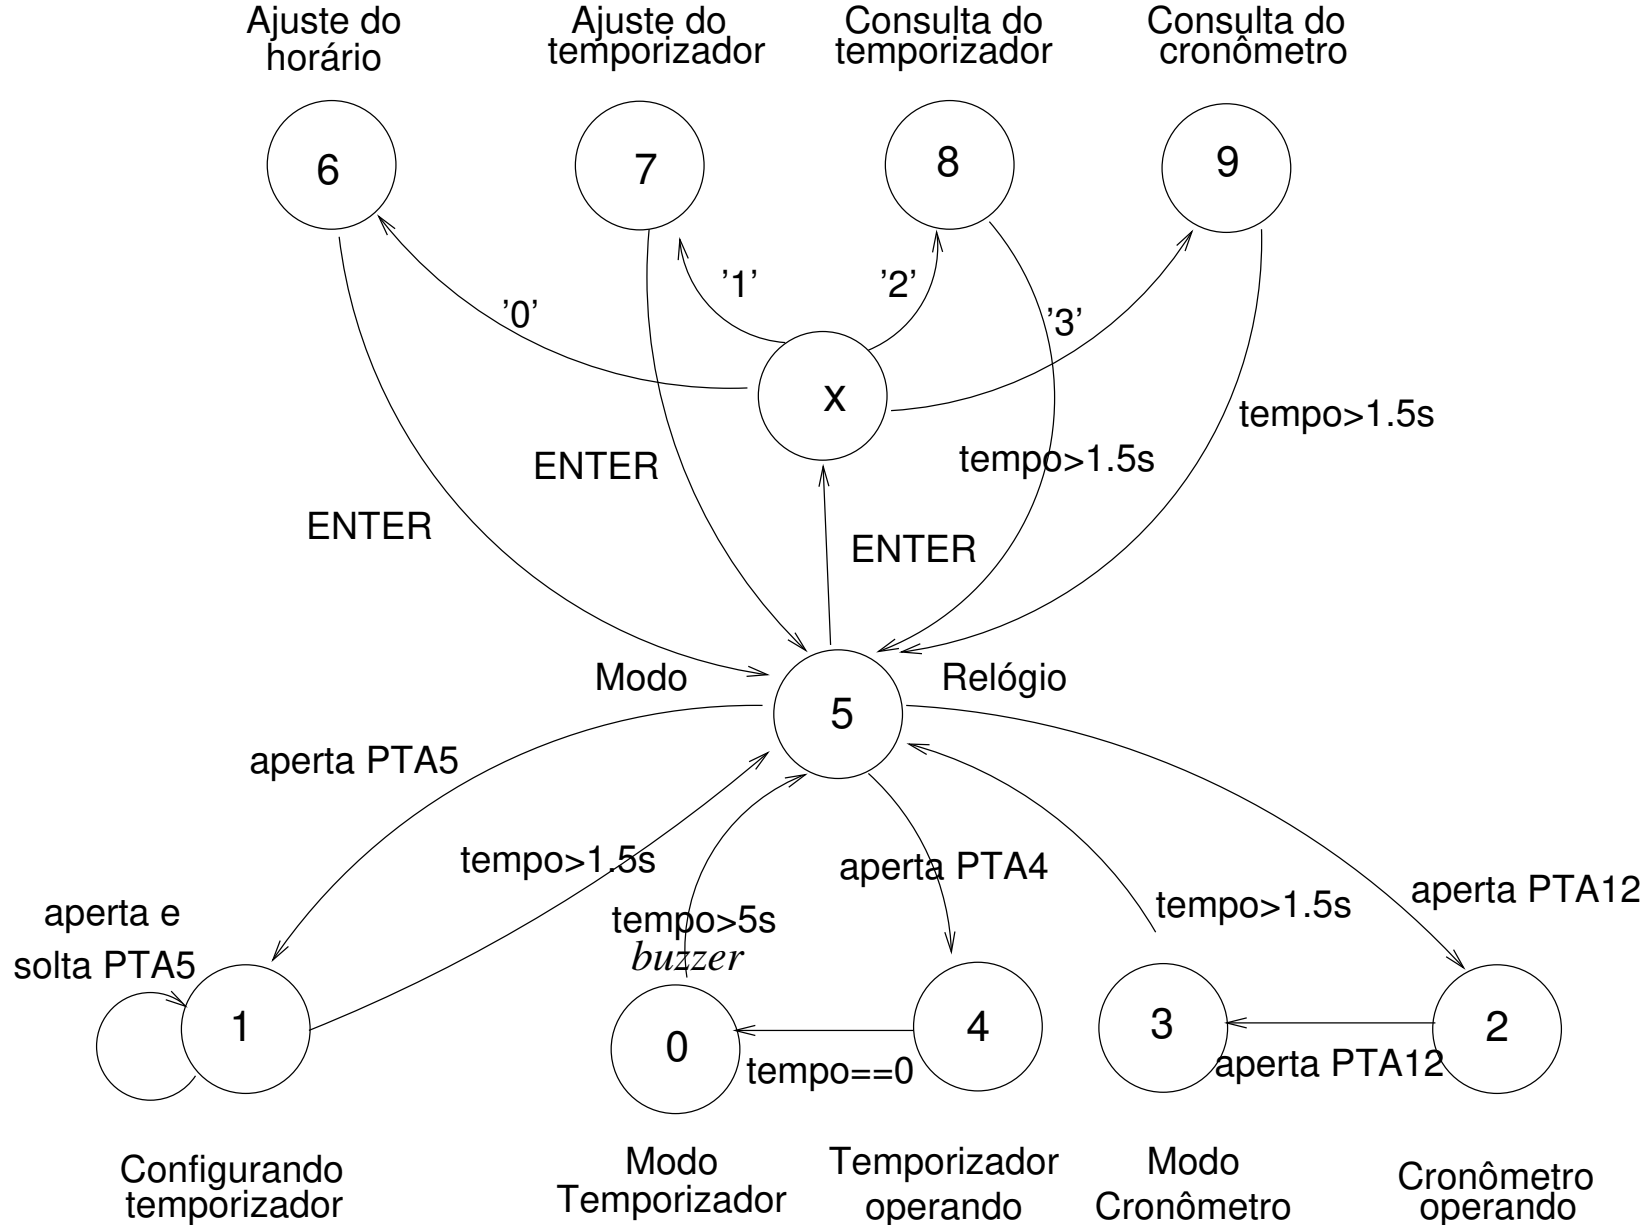 Ajuste do
horário
Ajuste do
temporizador
Consulta do
temporizador
Consulta do
cronômetro
6
7
8
9
'0'
'1'
'2'
'3'
x
tempo>1.5s
tempo>1.5s
ENTER
ENTER
ENTER
Modo
Relógio
5
aperta PTA5
tempo>1.5s
aperta PTA4
aperta PTA12
tempo>1.5s
aperta e
solta PTA5
tempo>5s
buzzer
1
0
4
3
2
tempo==0
aperta PTA12
Configurando
temporizador
Modo
Temporizador
Temporizador
operando
Modo
Cronômetro
Cronômetro
operando